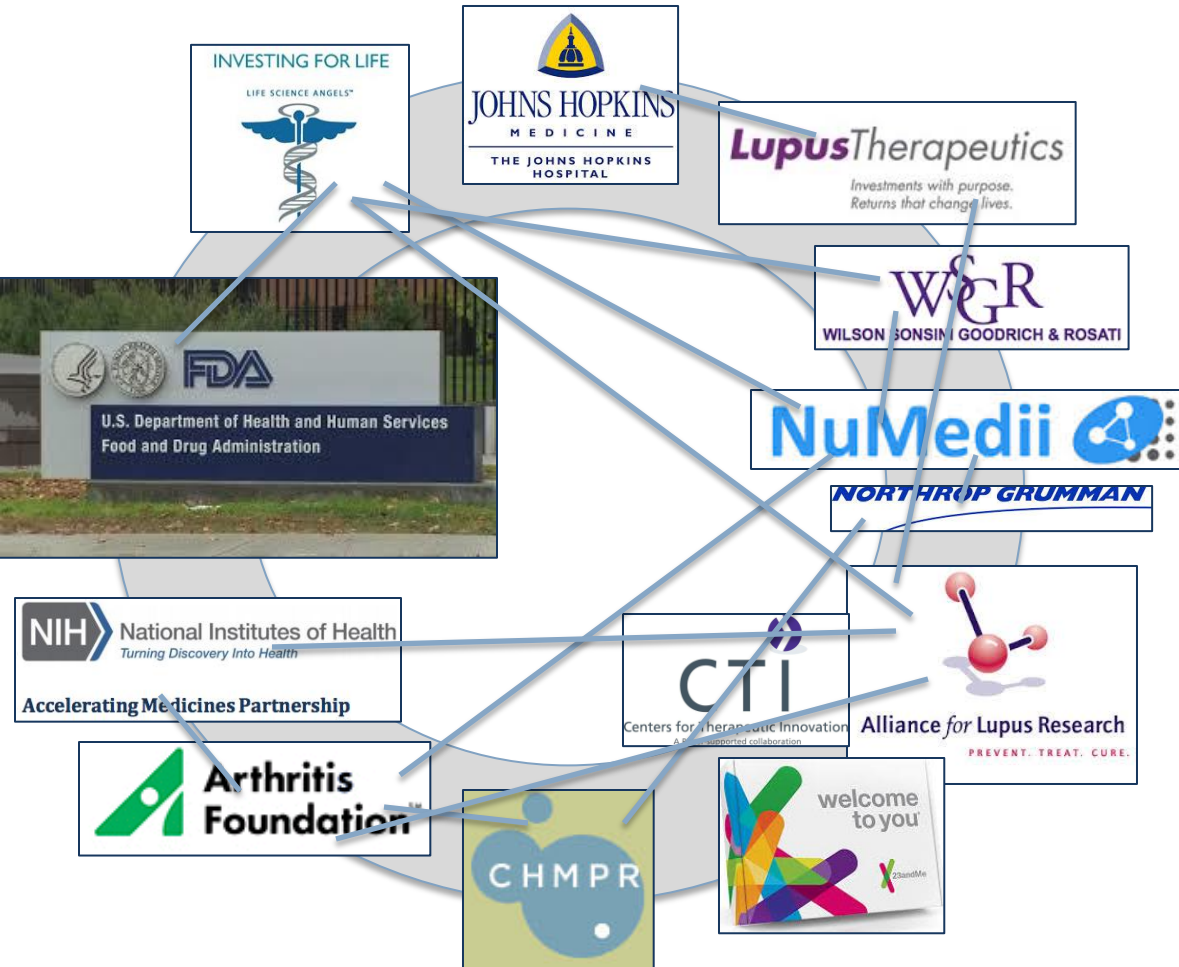 INVESTING FOR LIFE
LIFE SCIENCE ANGELS™
JOHNS HOPKINS
MEDICINE
THE JOHNS HOPKINS
HOSPITAL
LupusTherapeutics
Investments with purpose.
Returns that change lives.
WSGR
WILSON SONSINI GOODRICH & ROSATI
FDA
U.S. Department of Health and Human Services
Food and Drug Administration
NuMedii
NORTHROP GRUMMAN
NIH National Institutes of Health
Turning Discovery Into Health
Accelerating Medicines Partnership
CTI
Centers for Therapeutic Innovation
supported collaboration
Alliance for Lupus Research
PREVENT. TREAT. CURE.
Arthritis
Foundation
CHMPR
welcome
to you
23andMe